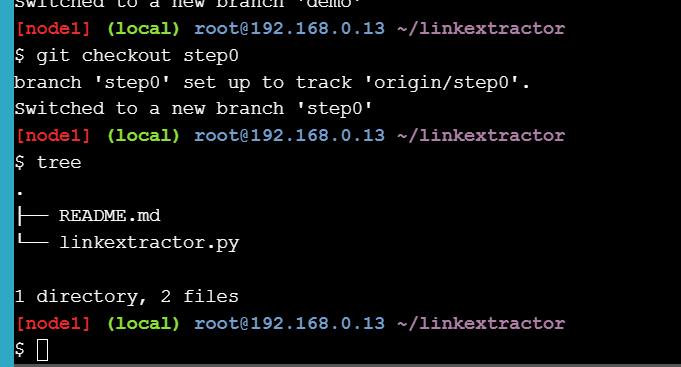 Switched to a new branch 'demo'
[node1] (local) root@192.168.0.13 ~/linkextractor
$ git checkout step0
branch 'step0' set up to track 'origin/step0'.
Switched to a new branch 'step0'
[node1] (local) root@192.168.0.13 ~/linkextractor
$ tree
.
├── README.md
└── linkextractor.py
1 directory, 2 files
[node1] (local) root@192.168.0.13 ~/linkextractor
$